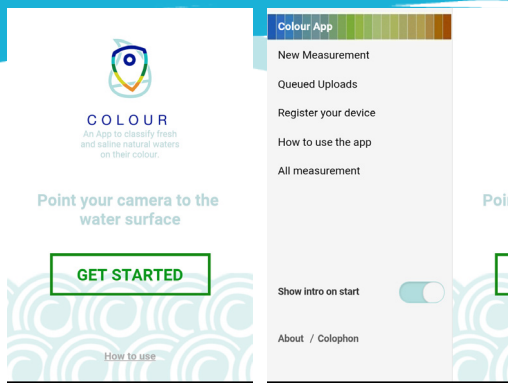 COLOUR
An App to classify fresh
and saline natural waters
on their colour.
Point your camera to the
water surface
GET STARTED
How to use
Colour App
New Measurement
Queued Uploads
Register your device
How to use the app
All measurement
Show intro on start
About / Colophon
Poi